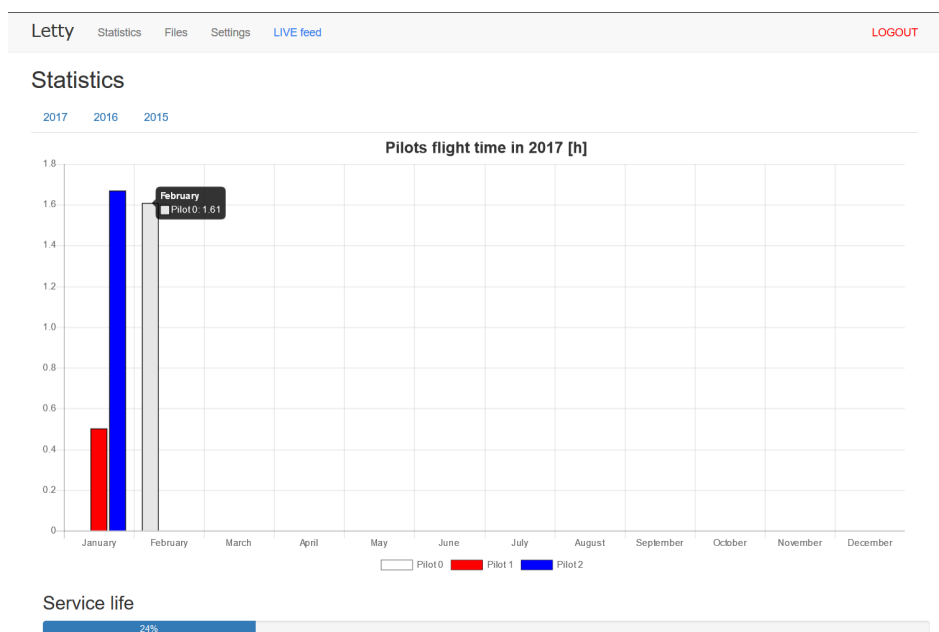 Letty Statistics Files Settings LIVE feed LOGOUT
Statistics
2017 2016 2015
Pilots flight time in 2017 [h]
1.8
February
Pilot 0: 1.61
1.6
1.4
1.2
1.0
0.8
0.6
0.4
0.2
0
January February March April May June July August September October November December
Pilot 0 Pilot 1 Pilot 2
Service life
24%